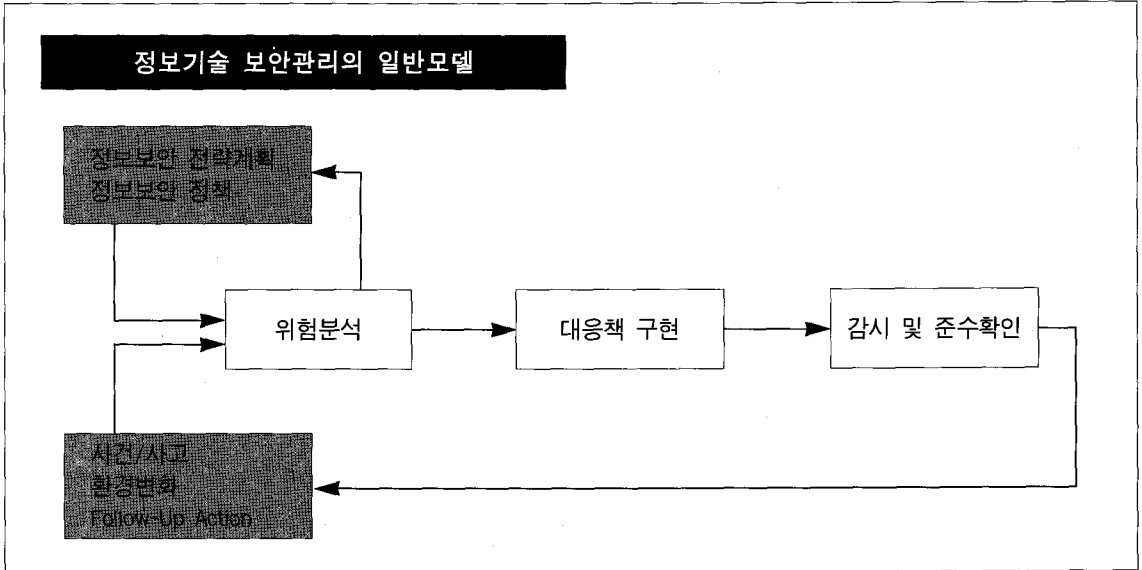 정보기술 보안관리의 일반모델
정보보안 전략계획
정보보안 정책
위험분석
대응책 구현
감시 및 준수확인
사건/사고
환경변화
Follow-Up Action